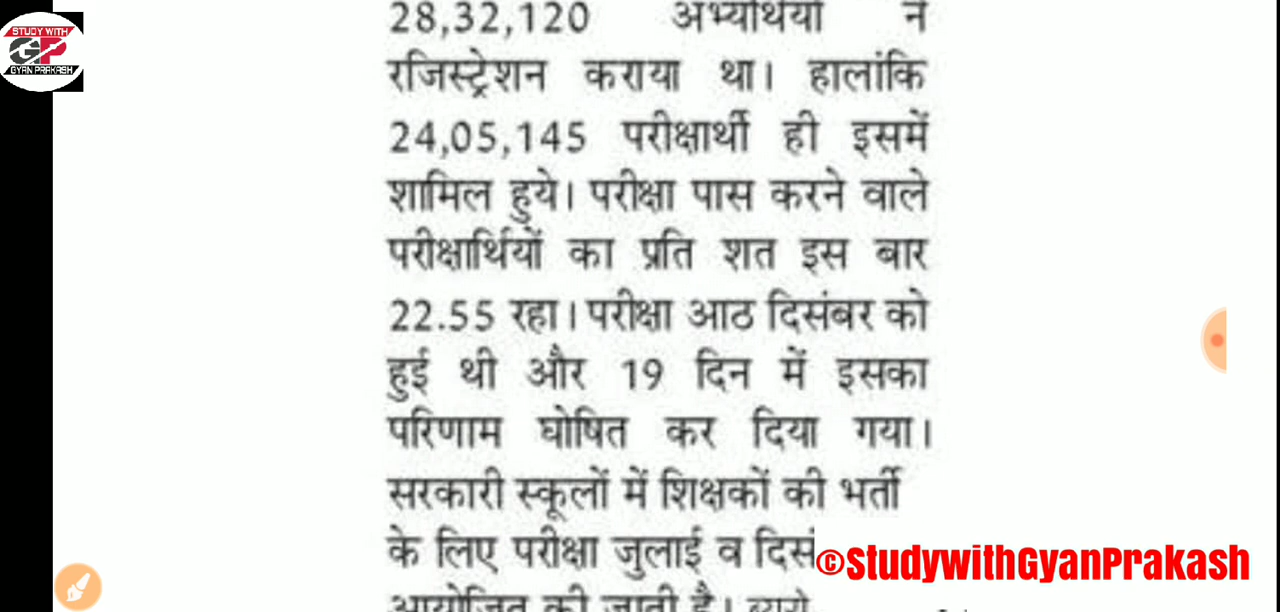 STUDY WITH
GP
GYAN PRAKASH
28,32,120 अभ्यर्थियों ने
रजिस्ट्रेशन कराया था। हालांकि
24,05,145 परीक्षार्थी ही इसमें
शामिल हुये। परीक्षा पास करने वाले
परीक्षार्थियों का प्रति शत इस बार
22.55 रहा। परीक्षा आठ दिसंबर को
हुई थी और 19 दिन में इसका
परिणाम घोषित कर दिया गया।
सरकारी स्कूलों में शिक्षकों की भर्ती
के लिए परीक्षा जुलाई व दिसं
आयोजित की जाती है। ब्यूरो
©StudywithGyanPrakash